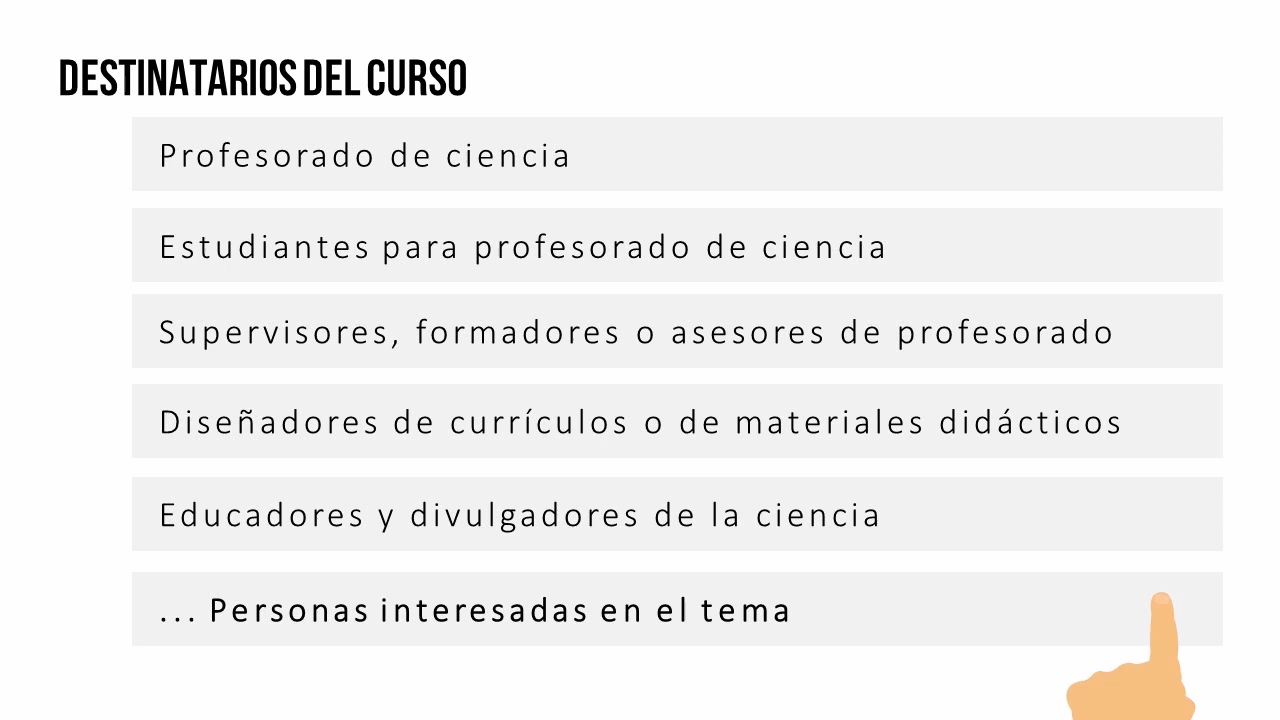 DESTINATARIOS DEL CURSO
Profesorado de ciencia
Estudiantes para profesorado de ciencia
Supervisores, formadores o asesores de profesorado
Diseñadores de currículos o de materiales didácticos
Educadores y divulgadores de la ciencia
... Personas interesadas en el tema